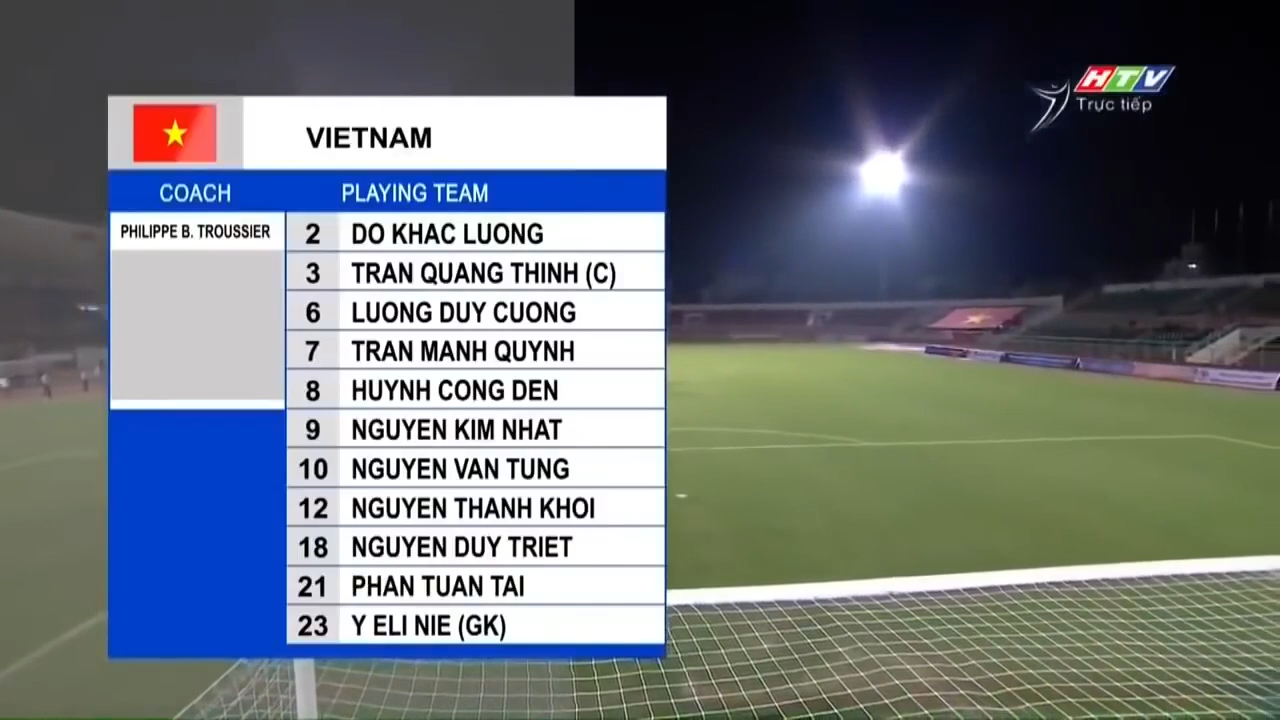 HTV
Trực tiếp
VIETNAM
COACH PLAYING TEAM
PHILIPPE B. TROUSSIER
2 DO KHAC LUONG
3 TRAN QUANG THINH (C)
6 LUONG DUY CUONG
7 TRAN MANH QUYNH
8 HUYNH CONG DEN
9 NGUYEN KIM NHAT
10 NGUYEN VAN TUNG
12 NGUYEN THANH KHOI
18 NGUYEN DUY TRIET
21 PHAN TUAN TAI
23 Y ELI NIE (GK)